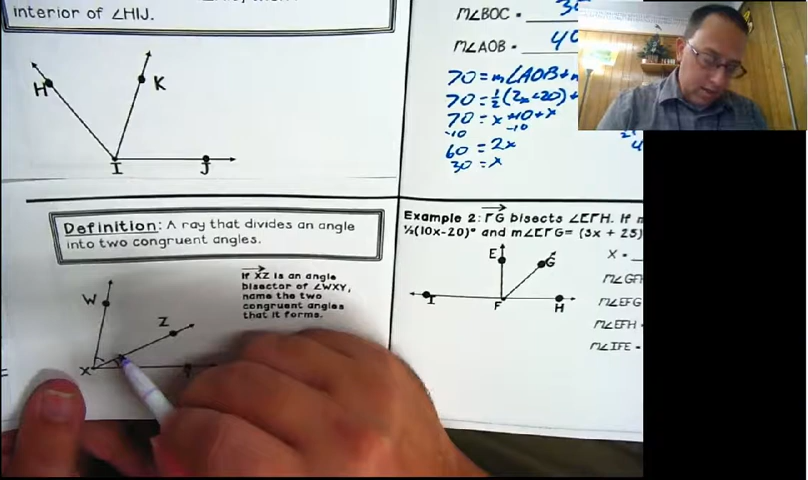 interior of ∠HIJ.
H
K
I
J
m∠BOC =
m∠AOB =
40
70 = m∠AOB +
70 = ½(2x+20) +
70 = x+10+x
-10 -10
60 = 2x
30 = x
Definition: A ray that divides an angle
into two congruent angles.
W
Z
X
If XZ is an angle
bisector of ∠WXY,
name the two
congruent angles
that it forms.
Example 2: FG bisects ∠EFH. If
½(10x-20)° and m∠EFG= (3x + 25)
E
G
I
F
H
X =
m∠GF
m∠EFG
m∠EFH
m∠IFE =